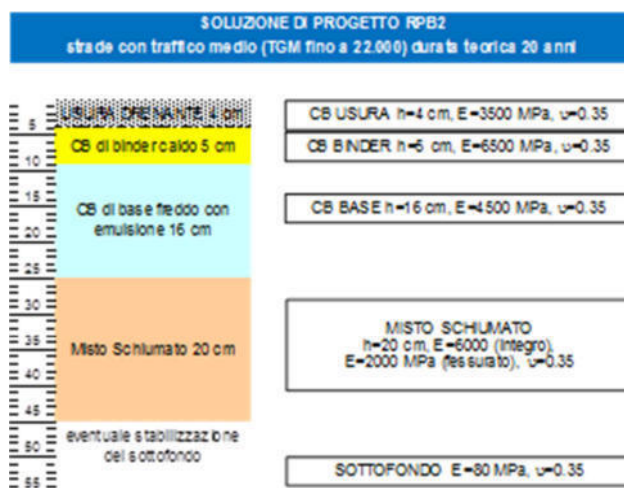 SOLUZIONE DI PROGETTO RPB2
strade con traffico medio (TGM fino a 22.000) durata teorica 20 anni
USURA DRENANTE 4 cm
CB di binder caldo 5 cm
CB di base freddo con
emulsione 16 cm
Misto Schiumato 20 cm
eventuale stabilizzazione
del sottofondo
5
10
15
20
25
30
35
40
45
50
55
CB USURA h=4 cm, E=3500 MPa, υ=0.35
CB BINDER h=5 cm, E=6500 MPa, υ=0.35
CB BASE h=16 cm, E=4500 MPa, υ=0.35
MISTO SCHIUMATO
h=20 cm, E=6000 (integro),
E=2000 MPa (fessurato), υ=0.35
SOTTOFONDO E=80 MPa, υ=0.35